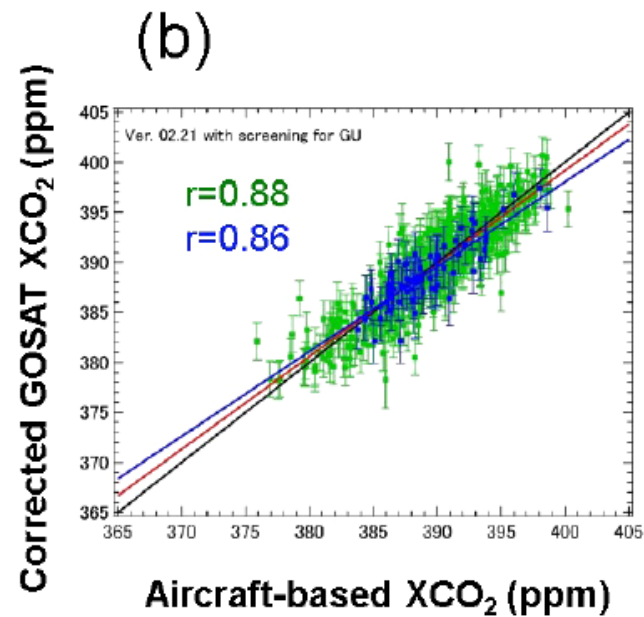 (b)
Corrected GOSAT XCO₂ (ppm)
405
400
395
390
385
380
375
370
365
Ver. 02.21 with screening for GU
r=0.88
r=0.86
365 370 375 380 385 390 395 400 405
Aircraft-based XCO₂ (ppm)